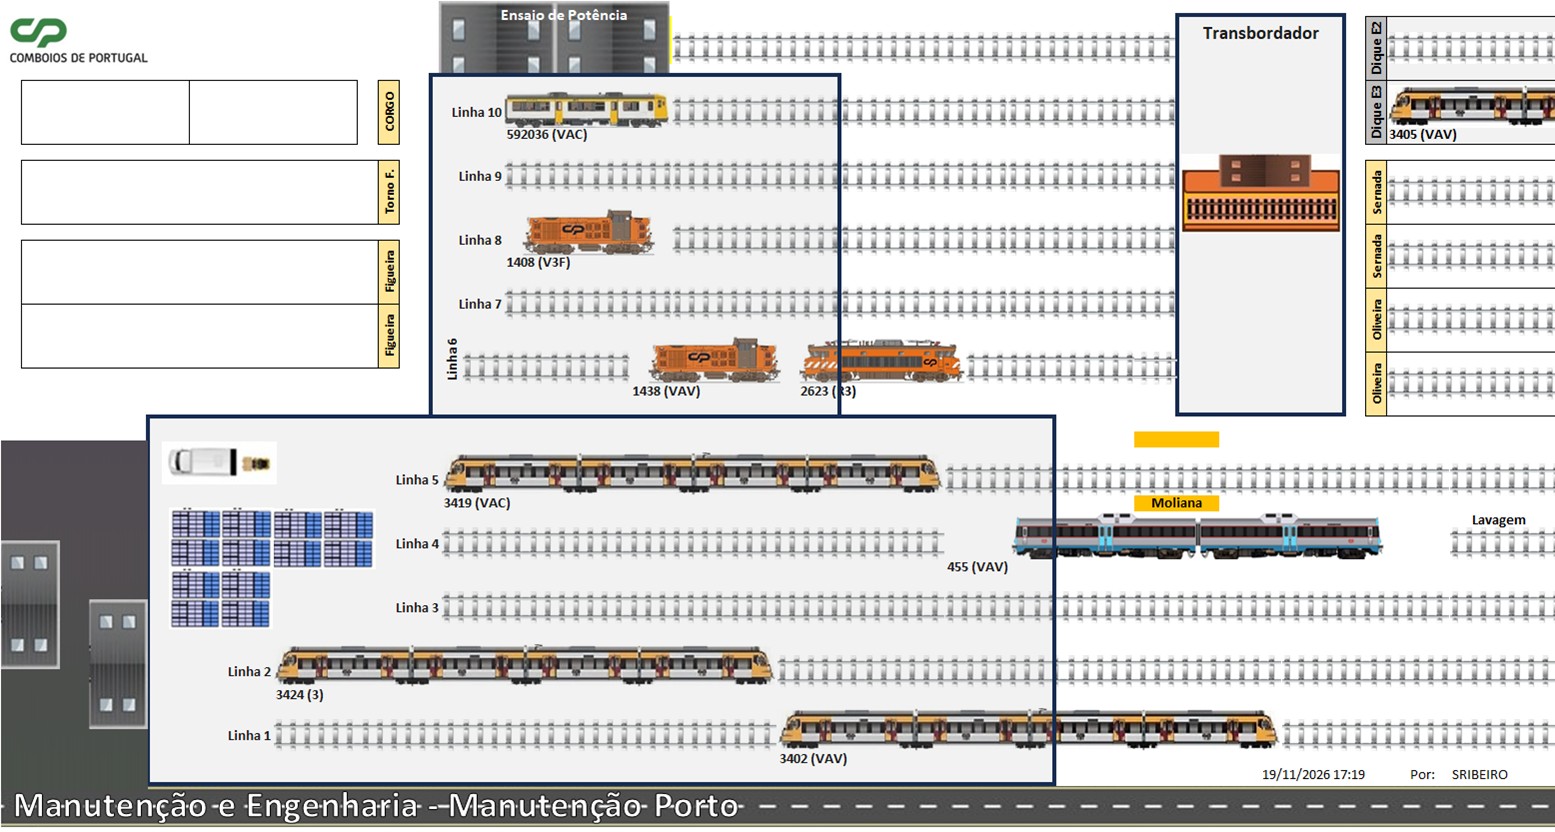 CP
COMBOIOS DE PORTUGAL
Ensaio de Potência
Transbordador
Dique E2
Dique E3
3405 (VAV)
CORGO
Torno F.
Figueira
Figueira
Linha 10
592036 (VAC)
Linha 9
Linha 8
1408 (V3F)
Linha 7
Linha 6
1438 (VAV)
2623 (R3)
Sernada
Sernada
Oliveira
Oliveira
Linha 5
3419 (VAC)
Moliana
Lavagem
Linha 4
455 (VAV)
Linha 3
Linha 2
3424 (3)
Linha 1
3402 (VAV)
19/11/2026 17:19 Por: SRIBEIRO
Manutenção e Engenharia - Manutenção Porto